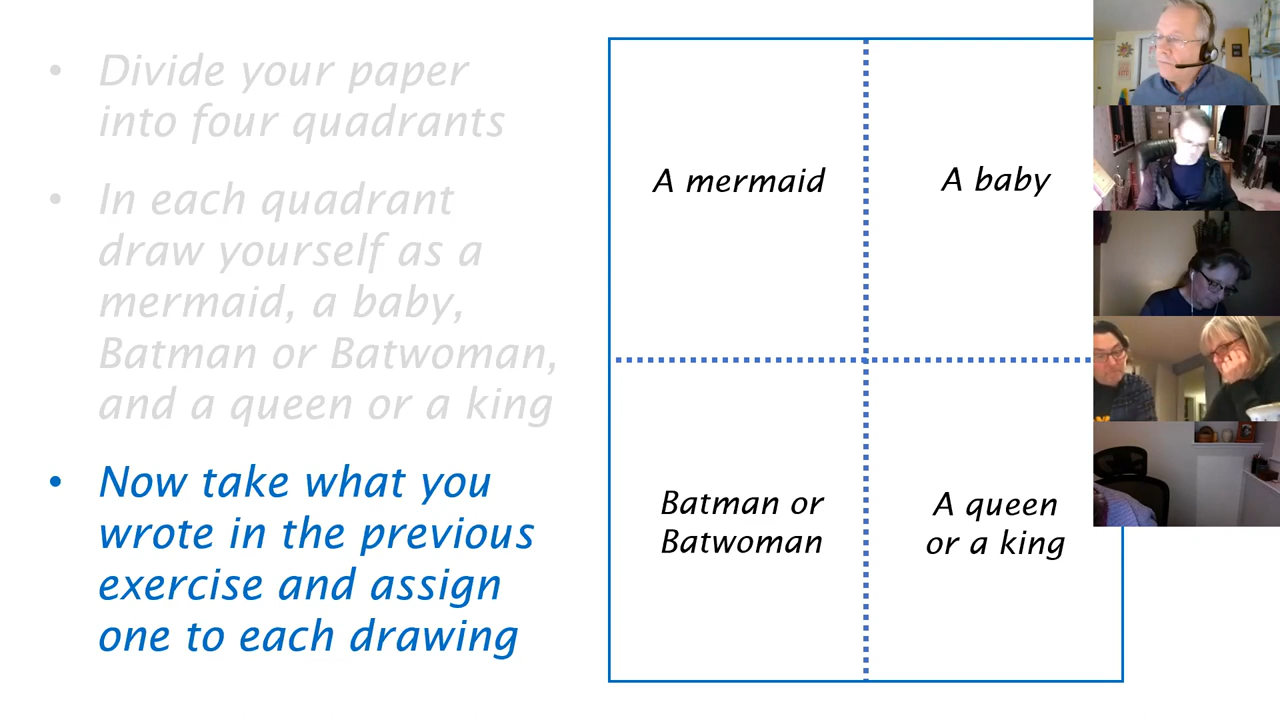 • Divide your paper
into four quadrants
• In each quadrant
draw yourself as a
mermaid, a baby,
Batman or Batwoman,
and a queen or a king
• Now take what you
wrote in the previous
exercise and assign
one to each drawing
A mermaid
A baby
Batman or
Batwoman
A queen
or a king